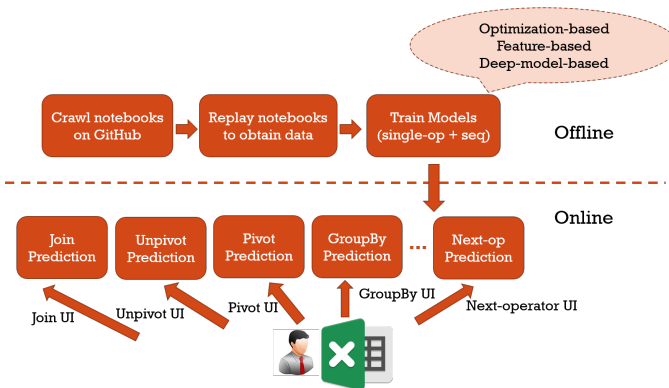 Optimization-based
Feature-based
Deep-model-based
Crawl notebooks
on GitHub
Replay notebooks
to obtain data
Train Models
(single-op + seq)
Offline
Online
Join
Prediction
Unpivot
Prediction
Pivot
Prediction
GroupBy
Prediction
...
Next-op
Prediction
Join UI
Unpivot UI
Pivot UI
GroupBy UI
Next-operator UI
X